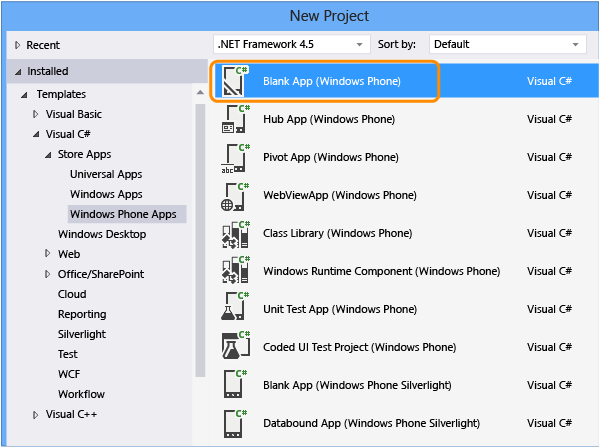 New Project
Recent
.NET Framework 4.5
Sort by:
Default
Installed
Templates
Visual Basic
Visual C#
Store Apps
Universal Apps
Windows Apps
Windows Phone Apps
Windows Desktop
Web
Office/SharePoint
Cloud
Reporting
Silverlight
Test
WCF
Workflow
Visual C++
C# Blank App (Windows Phone) Visual C#
C# Hub App (Windows Phone) Visual C#
C# abc Pivot App (Windows Phone) Visual C#
C# WebViewApp (Windows Phone) Visual C#
C# Class Library (Windows Phone) Visual C#
C# Windows Runtime Component (Windows Phone) Visual C#
C# Unit Test App (Windows Phone) Visual C#
C# Coded UI Test Project (Windows Phone) Visual C#
C# Blank App (Windows Phone Silverlight) Visual C#
C# Databound App (Windows Phone Silverlight) Visual C#